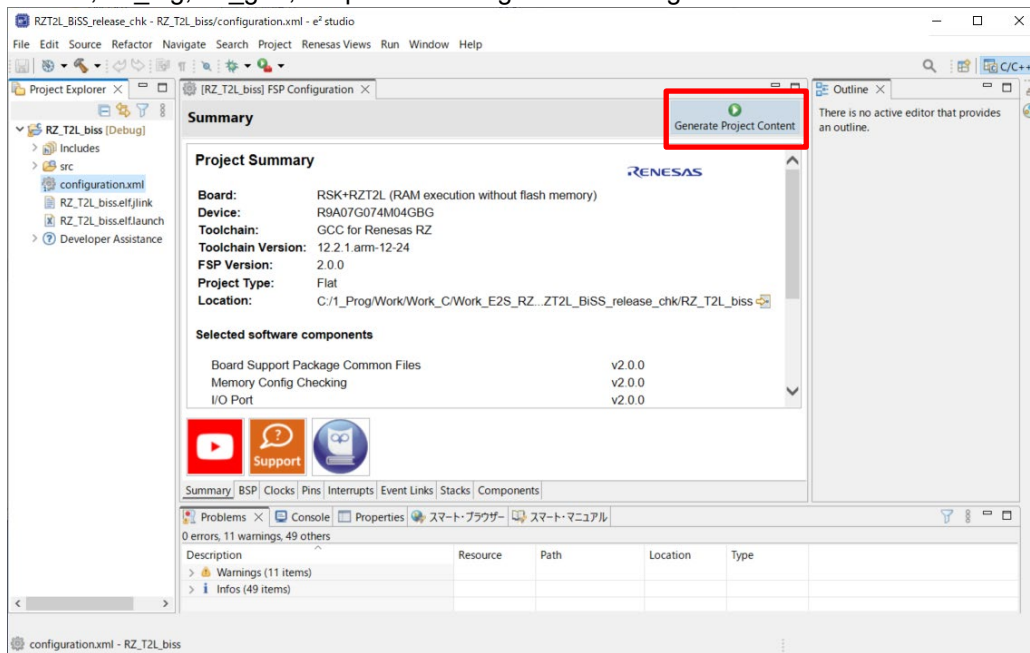 RZT2L_BiSS_release_chk - RZ_T2L_biss/configuration.xml - e² studio
File Edit Source Refactor Navigate Search Project Renesas Views Run Window Help
C/C++
Project Explorer
[RZ_T2L_biss] FSP Configuration
Outline
RZ_T2L_biss [Debug]
Includes
src
configuration.xml
RZ_T2L_biss.elf.jlink
RZ_T2L_biss.elf.launch
Developer Assistance
Summary
Generate Project Content
There is no active editor that provides
an outline.
Project Summary
RENESAS
Board: RSK+RZT2L (RAM execution without flash memory)
Device: R9A07G074M04GBG
Toolchain: GCC for Renesas RZ
Toolchain Version: 12.2.1.arm-12-24
FSP Version: 2.0.0
Project Type: Flat
Location: C:/1_Prog/Work/Work_C/Work_E2S_RZ...ZT2L_BiSS_release_chk/RZ_T2L_biss
Selected software components
Board Support Package Common Files v2.0.0
Memory Config Checking v2.0.0
I/O Port v2.0.0
Support
Summary BSP Clocks Pins Interrupts Event Links Stacks Components
Problems Console Properties スマート・ブラウザー スマート・マニュアル
0 errors, 11 warnings, 49 others
Description Resource Path Location Type
Warnings (11 items)
Infos (49 items)
configuration.xml - RZ_T2L_biss